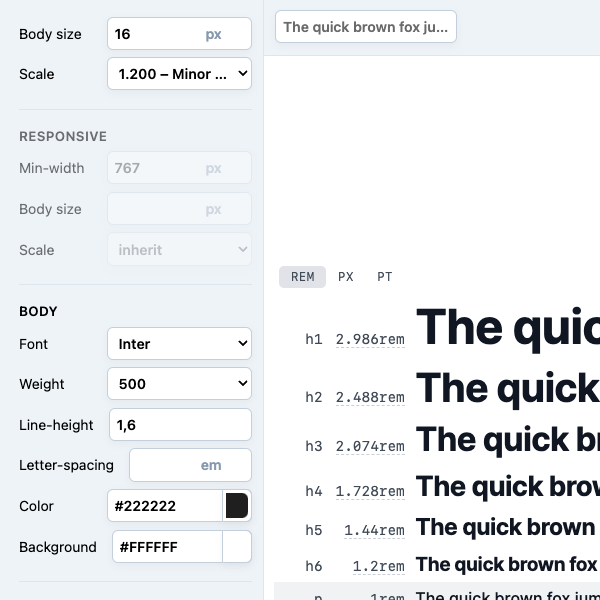 Body size 16 px
Scale 1.200 – Minor ...
RESPONSIVE
Min-width 767 px
Body size px
Scale inherit
BODY
Font Inter
Weight 500
Line-height 1,6
Letter-spacing em
Color #222222
Background #FFFFFF
The quick brown fox ju...
REM PX PT
h1 2.986rem The quic
h2 2.488rem The quick
h3 2.074rem The quick br
h4 1.728rem The quick brow
h5 1.44rem The quick brown
h6 1.2rem The quick brown fox
p 1rem The quick brown fox jum